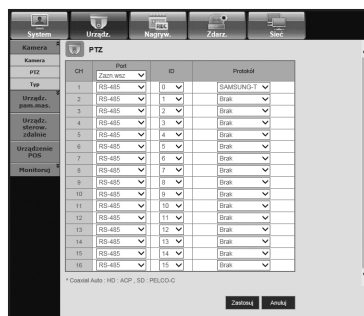 System Urządz. Nagryw. Zdarz. Sieć
Kamera
Kamera
PTZ
Typ
Urządz. pam.mas.
Urządz. sterow. zdalnie
Urządzenie POS
Monitoruj
PTZ
CH Port ID Protokół
Zazn.wsz
1 RS-485 0 SAMSUNG-T
2 RS-485 1 Brak
3 RS-485 2 Brak
4 RS-485 3 Brak
5 RS-485 4 Brak
6 RS-485 5 Brak
7 RS-485 6 Brak
8 RS-485 7 Brak
9 RS-485 8 Brak
10 RS-485 9 Brak
11 RS-485 10 Brak
12 RS-485 11 Brak
13 RS-485 12 Brak
14 RS-485 13 Brak
15 RS-485 14 Brak
16 RS-485 15 Brak
* Coaxial Auto : HD : ACP , SD : PELCO-C
Zastosuj Anuluj